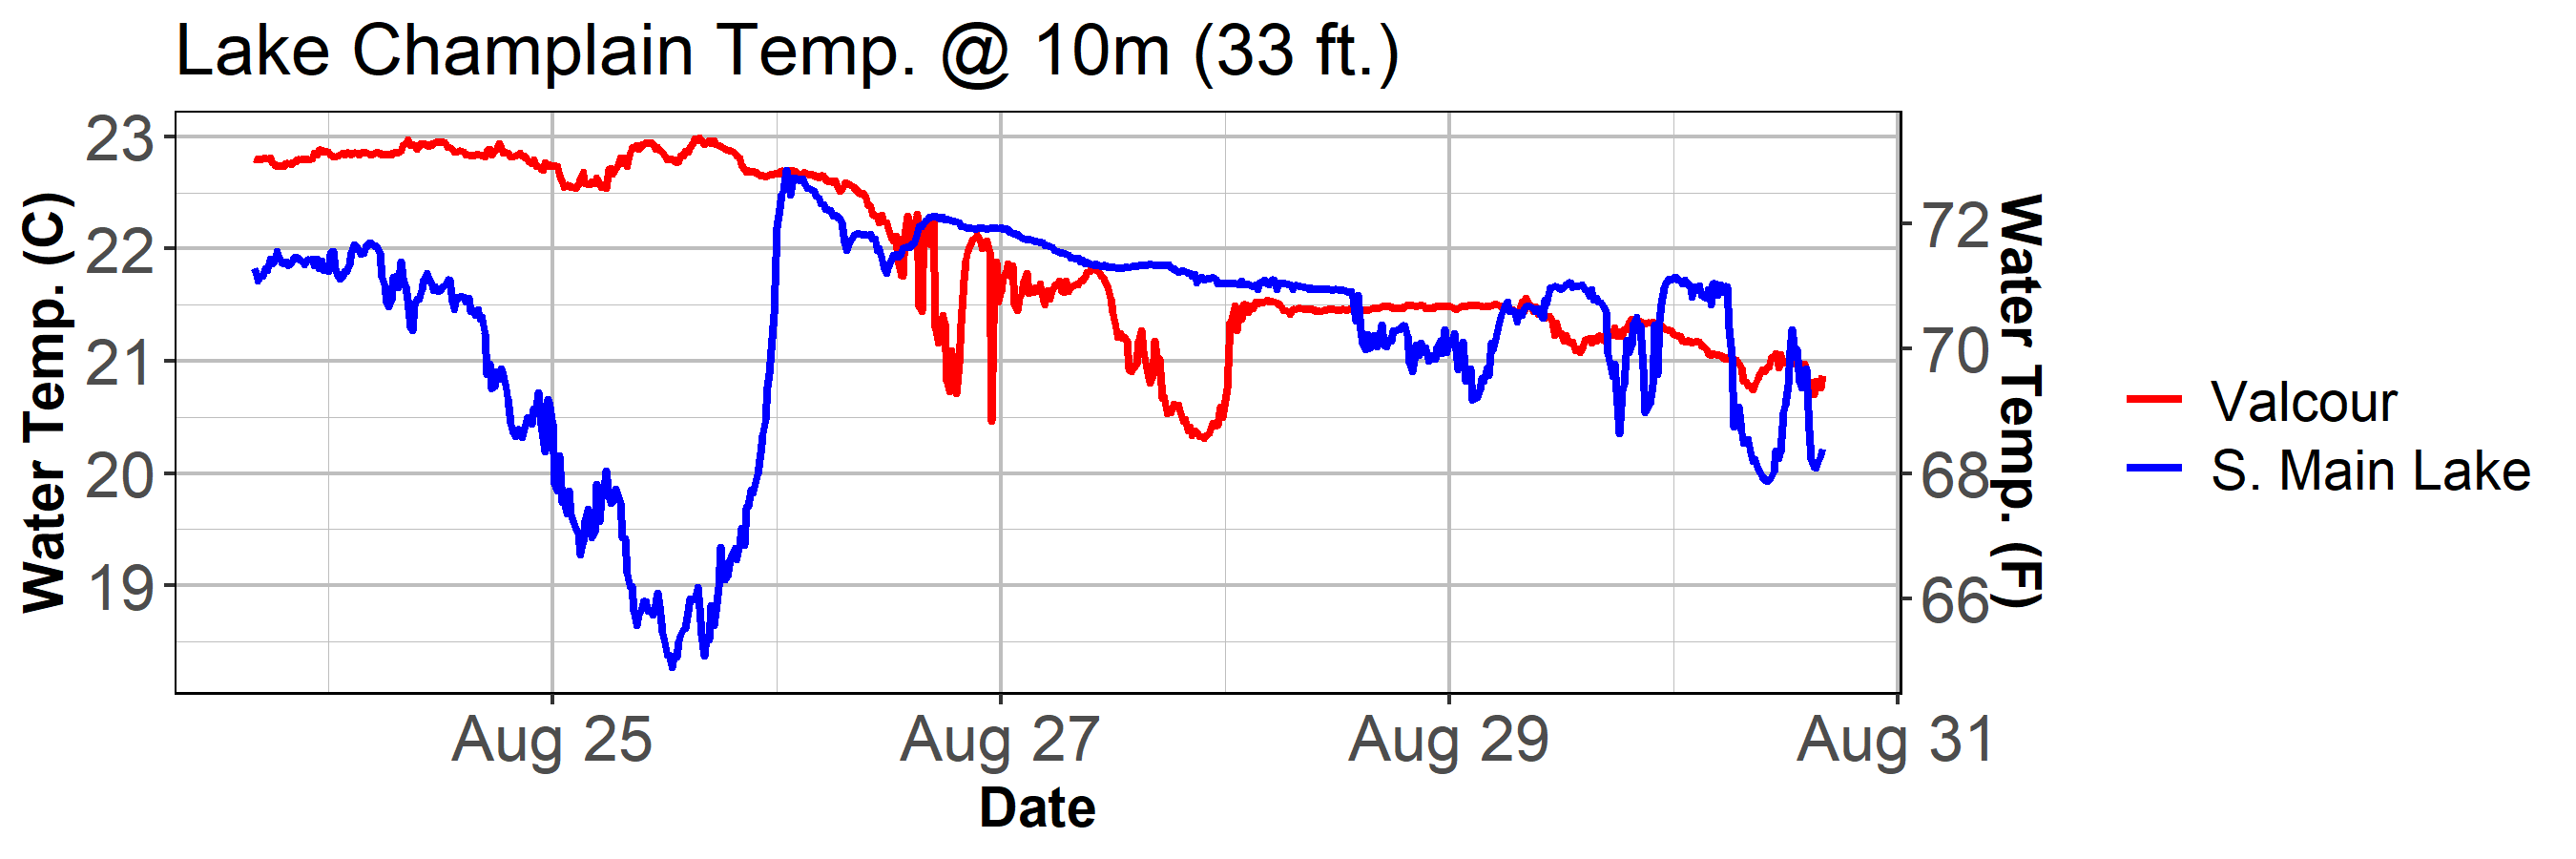 Lake Champlain Temp. @ 10m (33 ft.)
Water Temp. (C)
23
22
21
20
19
72
70
68
66
Water Temp. (F)
Aug 25
Aug 27
Aug 29
Aug 31
Date
Valcour
S. Main Lake